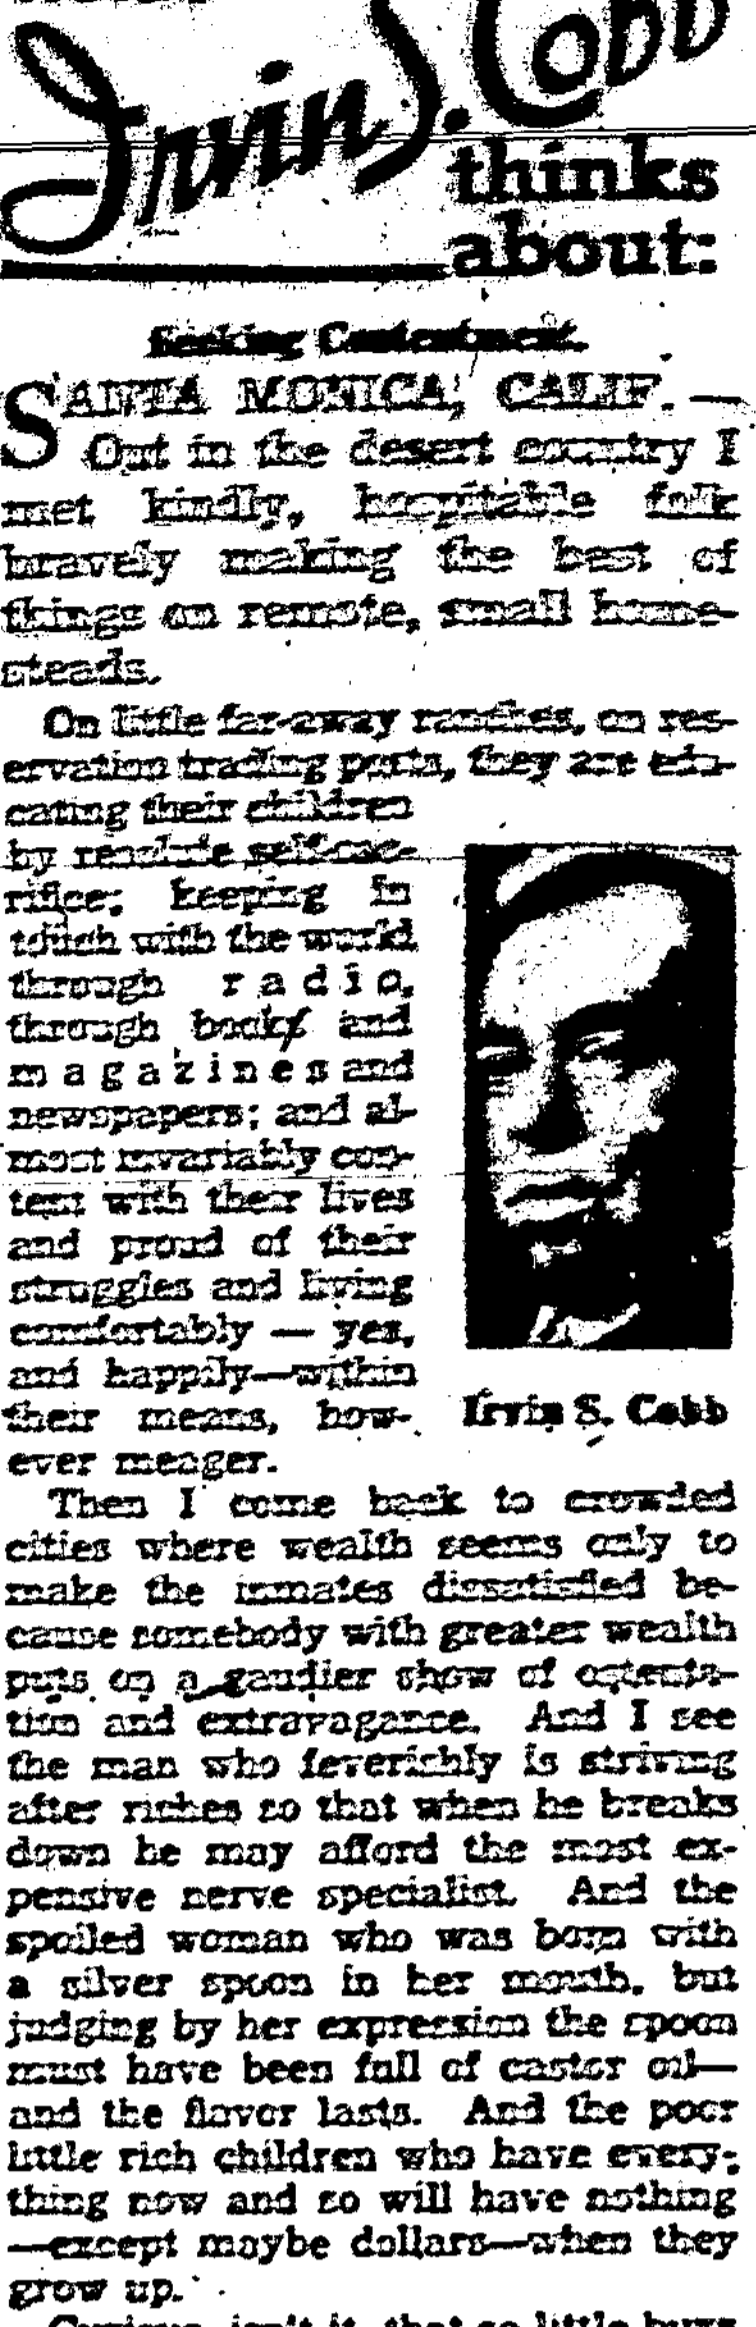 Irvin S. Cobb
thinks
about:
Seeking Contentment.
SANTA MONICA, CALIF. —
Out in the desert country I
met kindly, hospitable folk
bravely making the best of
things on remote, small home-
steads.
On little far-away ranches, on res-
ervation trading posts, they are edu-
cating their children
by resolute self-sac-
rifice; keeping in
touch with the world
through radio,
through books and
magazines and
newspapers; and al-
most invariably con-
tent with their lives
and proud of their
struggles and living
comfortably — yes,
and happily—within
their means, how-
ever meager.
Irvin S. Cobb
Then I come back to crowded
cities where wealth seems only to
make the inmates dissatisfied be-
cause somebody with greater wealth
puts on a gaudier show of ostenta-
tion and extravagance. And I see
the man who feverishly is striving
after riches so that when he breaks
down he may afford the most ex-
pensive nerve specialist. And the
spoiled woman who was born with
a silver spoon in her mouth, but
judging by her expression the spoon
must have been full of castor oil—
and the flavor lasts. And the poor
little rich children who have every-
thing now and so will have nothing
—except maybe dollars—when they
grow up.
Curious, isn't it, that so little buys